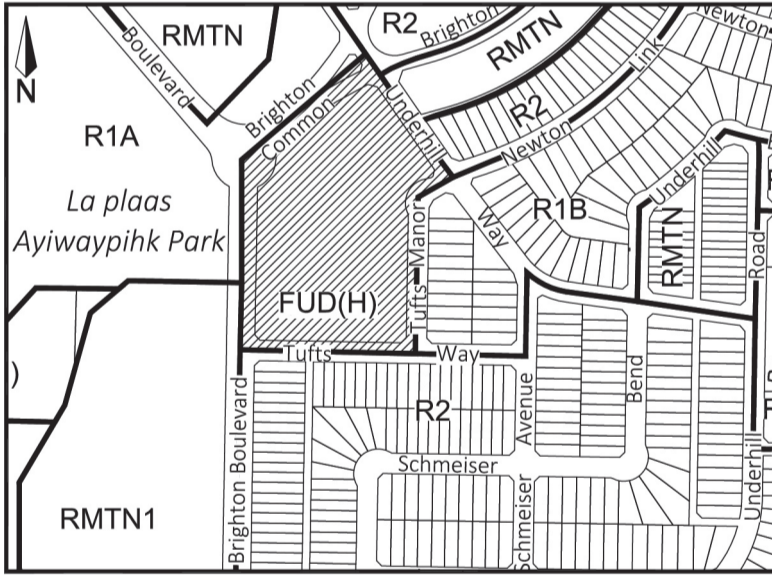 R2
Brighton
Newton
RMTN
Boulevard
RMTN
Link
N
Brighton
Common
Underhill
R2
Newton
R1A
Underhill
La plaas
Ayiwaypihk Park
Way
R1B
Manor
RMTN
Road
FUD(H)
Tufts
Tufts
Way
)
Avenue
Bend
Brighton Boulevard
R2
Schmeiser
Underhill
Schmeiser
RMTN1